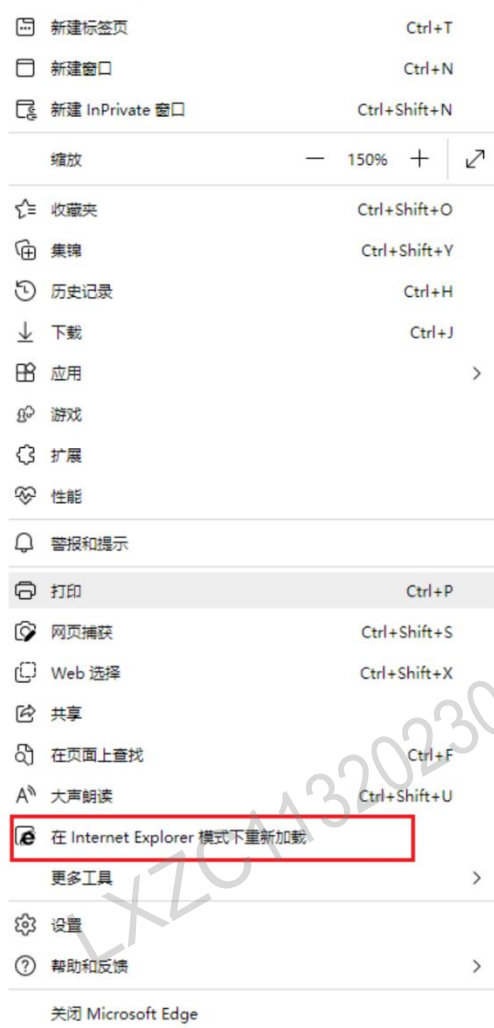 新建标签页 Ctrl+T
新建窗口 Ctrl+N
新建 InPrivate 窗口 Ctrl+Shift+N
缩放 — 150% +
收藏夹 Ctrl+Shift+O
集锦 Ctrl+Shift+Y
历史记录 Ctrl+H
下载 Ctrl+J
应用
游戏
扩展
性能
警报和提示
打印 Ctrl+P
网页捕获 Ctrl+Shift+S
Web 选择 Ctrl+Shift+X
共享
在页面上查找 Ctrl+F
大声朗读 Ctrl+Shift+U
在 Internet Explorer 模式下重新加载
更多工具
设置
帮助和反馈
关闭 Microsoft Edge
LXZC11320230